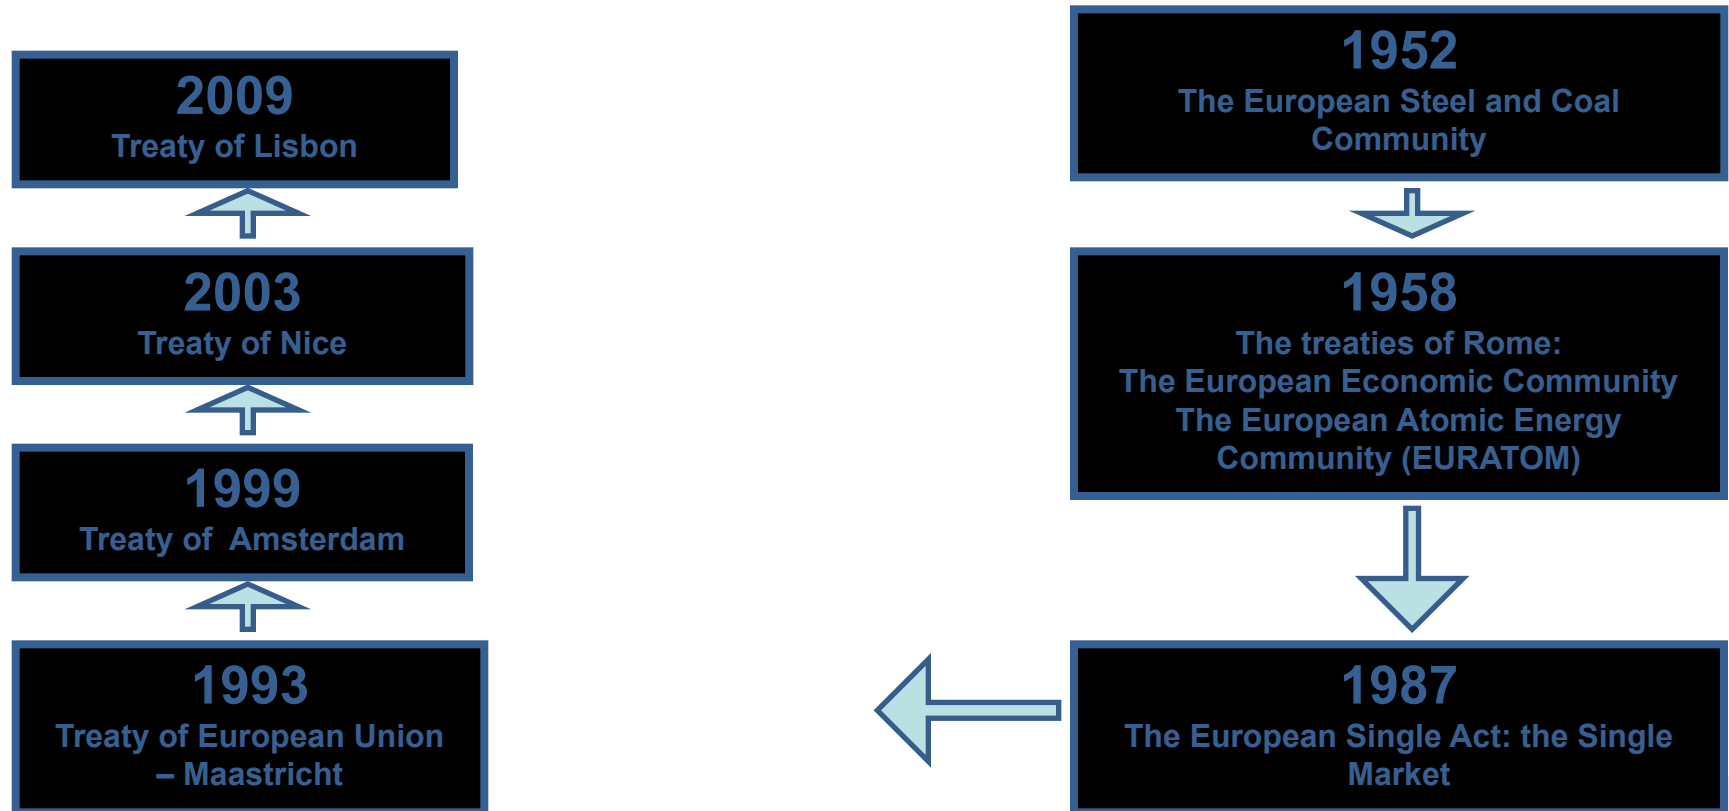 1952
The European Steel and Coal
Community
1958
The treaties of Rome:
The European Economic Community
The European Atomic Energy
Community (EURATOM)
1987
The European Single Act: the Single
Market
1993
Treaty of European Union
– Maastricht
1999
Treaty of  Amsterdam
2003
Treaty of Nice
2009
Treaty of Lisbon